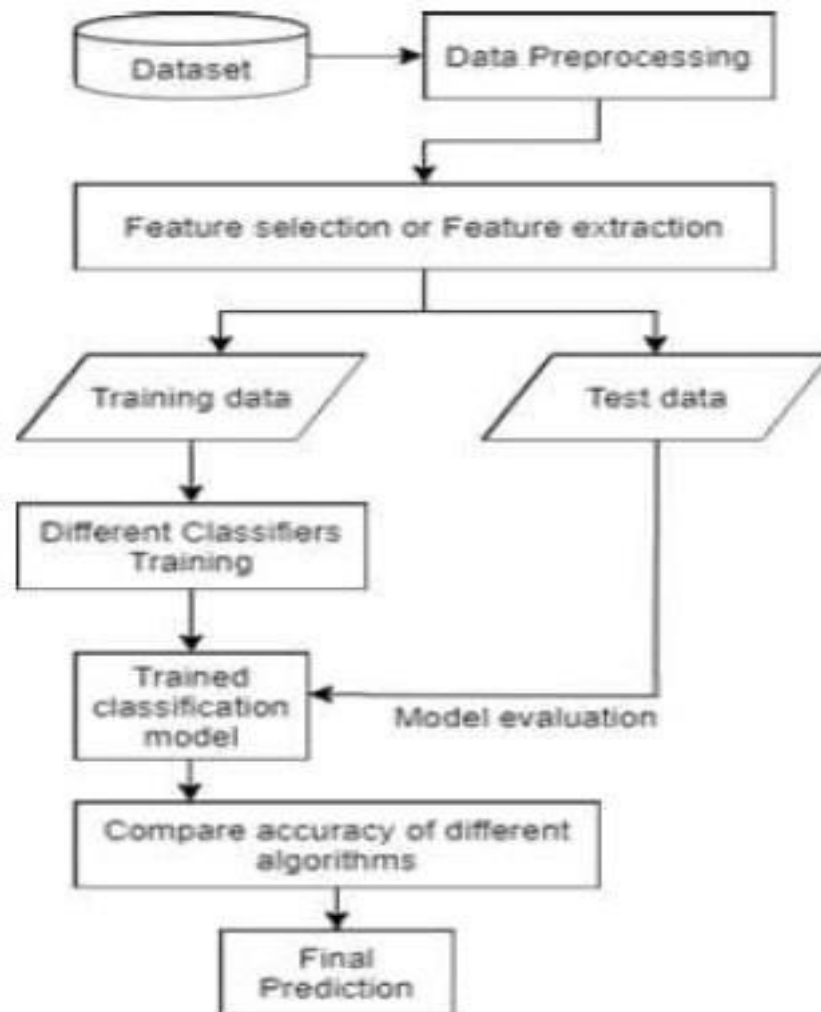 Dataset
Data Preprocessing
Feature selection or Feature extraction
Training data
Test data
Different Classifiers
Training
Trained
classification
model
Model evaluation
Compare accuracy of different
algorithms
Final
Prediction